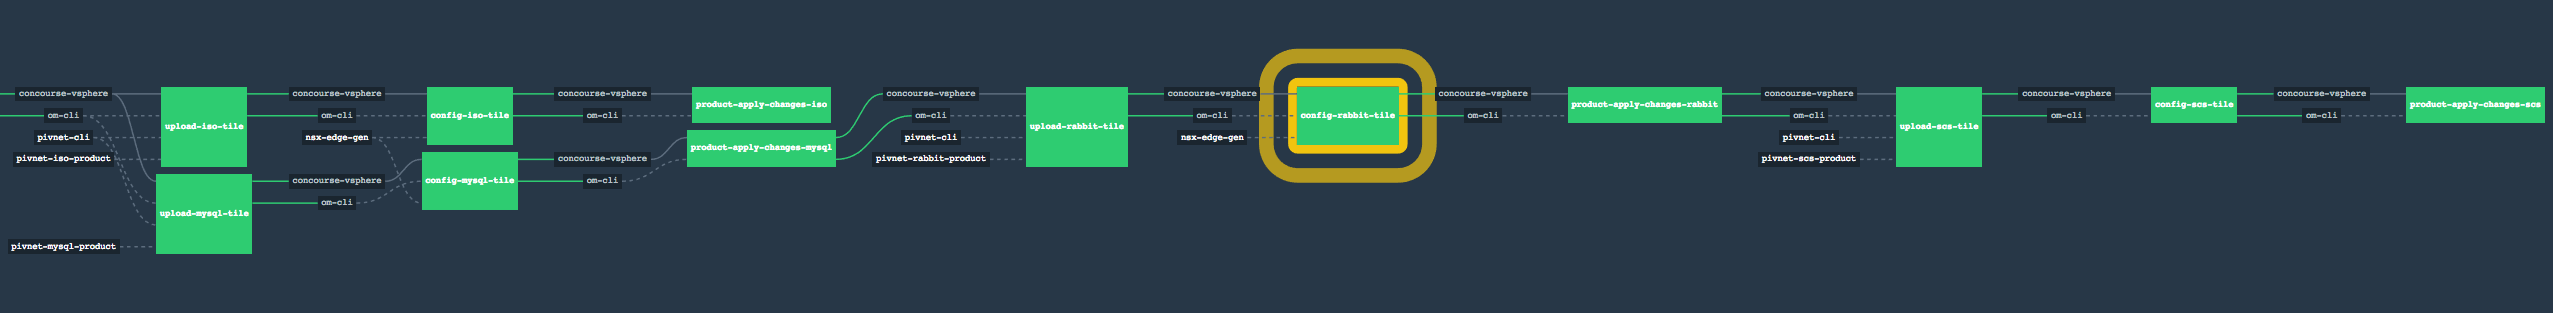 concourse-vsphere
om-cli
pivnet-cli
pivnet-iso-product
upload-iso-tile
pivnet-mysql-product
upload-mysql-tile
concourse-vsphere
om-cli
nsx-edge-gen
concourse-vsphere
om-cli
config-iso-tile
config-mysql-tile
concourse-vsphere
om-cli
concourse-vsphere
om-cli
product-apply-changes-iso
product-apply-changes-mysql
concourse-vsphere
om-cli
pivnet-cli
pivnet-rabbit-product
upload-rabbit-tile
concourse-vsphere
om-cli
nsx-edge-gen
config-rabbit-tile
concourse-vsphere
om-cli
product-apply-changes-rabbit
concourse-vsphere
om-cli
pivnet-cli
pivnet-scs-product
upload-scs-tile
concourse-vsphere
om-cli
config-scs-tile
concourse-vsphere
om-cli
product-apply-changes-scs